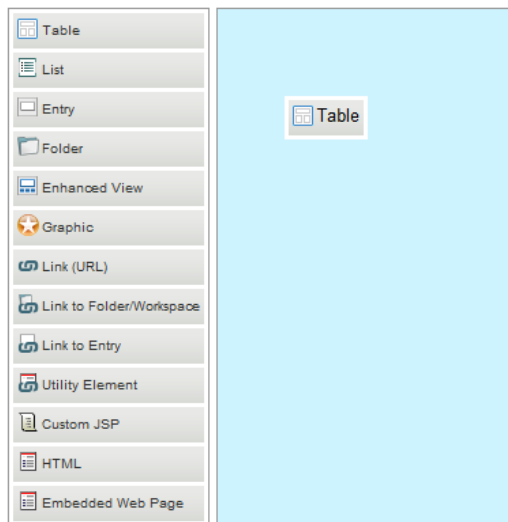 Table
List
Entry
Folder
Enhanced View
Graphic
Link (URL)
Link to Folder/Workspace
Link to Entry
Utility Element
Custom JSP
HTML
Embedded Web Page
Table